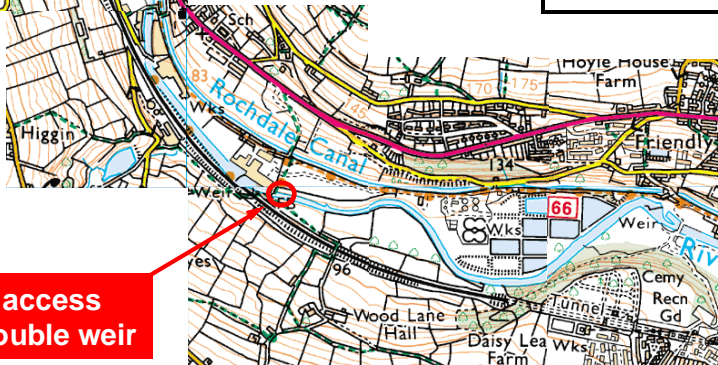 Sch
Hoyle House
Farm
83
170
175
145
Rochdale Canal
Wks
Higgin
Friendly
134
Weir
66
Wks
Weir
Riv
yes
96
Cemy
access
ouble weir
Tunnel
Recn
Gd
Wood Lane
Hall
Daisy Lea
Farm
Wks